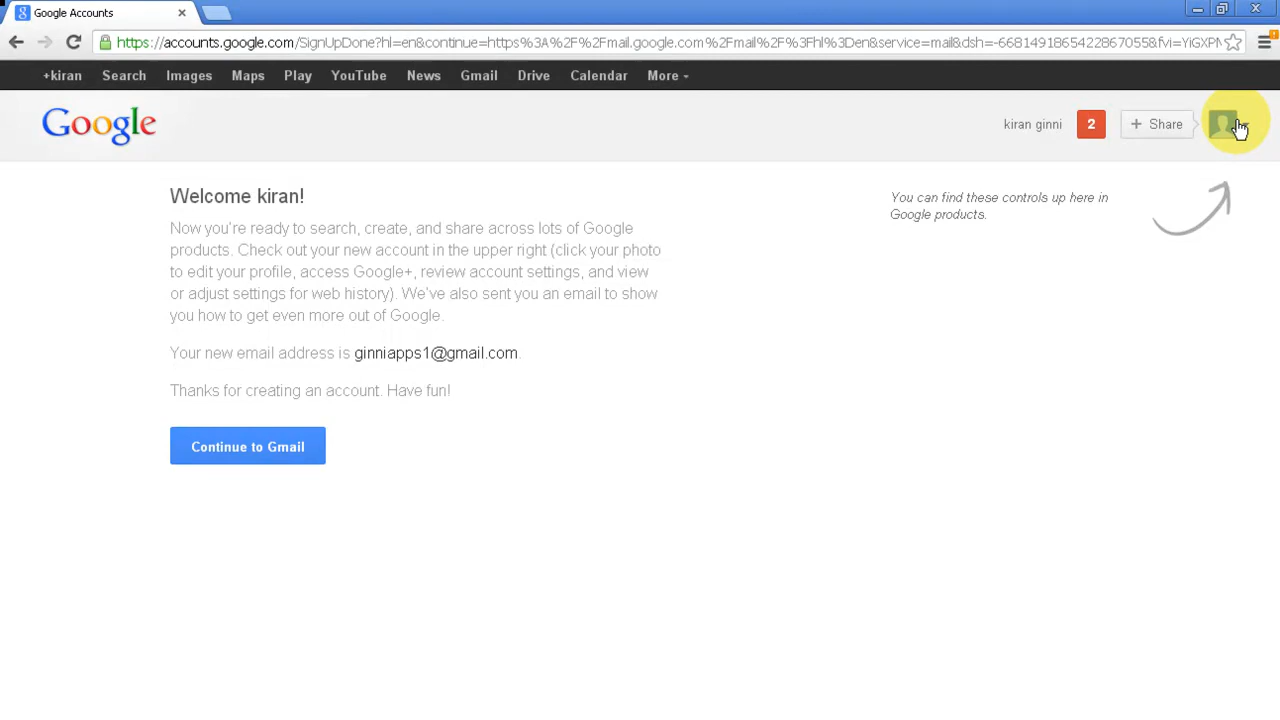 Google Accounts
https://accounts.google.com/SignUpDone?hl=en&continue=https%3A%2F%2Fmail.google.com%2Fmail%2F%3Fhl%3Den&service=mail&dsh=-6681491865422867055&fvi=YiGXPN
+kiran Search Images Maps Play YouTube News Gmail Drive Calendar More
Google kiran ginni 2 + Share
Welcome kiran!
You can find these controls up here in
Google products.
Now you're ready to search, create, and share across lots of Google
products. Check out your new account in the upper right (click your photo
to edit your profile, access Google+, review account settings, and view
or adjust settings for web history). We've also sent you an email to show
you how to get even more out of Google.
Your new email address is ginniapps1@gmail.com.
Thanks for creating an account. Have fun!
Continue to Gmail